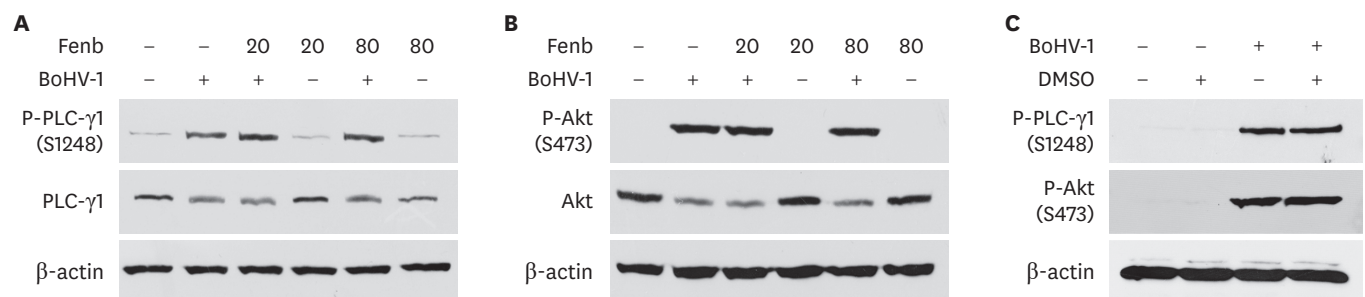 A
Fenb – – 20 20 80 80
BoHV-1 – + + – + –
P-PLC-γ1
(S1248)
PLC-γ1
β-actin
B
Fenb – – 20 20 80 80
BoHV-1 – + + – + –
P-Akt
(S473)
Akt
β-actin
C
BoHV-1 – – + +
DMSO – + – +
P-PLC-γ1
(S1248)
P-Akt
(S473)
β-actin